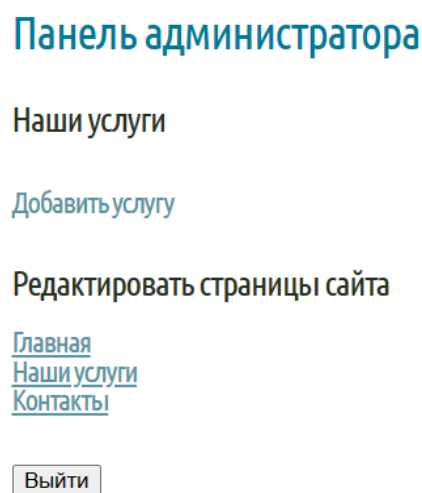 Панель администратора
Наши услуги
Добавить услугу
Редактировать страницы сайта
Главная
Наши услуги
Контакты
Выйти